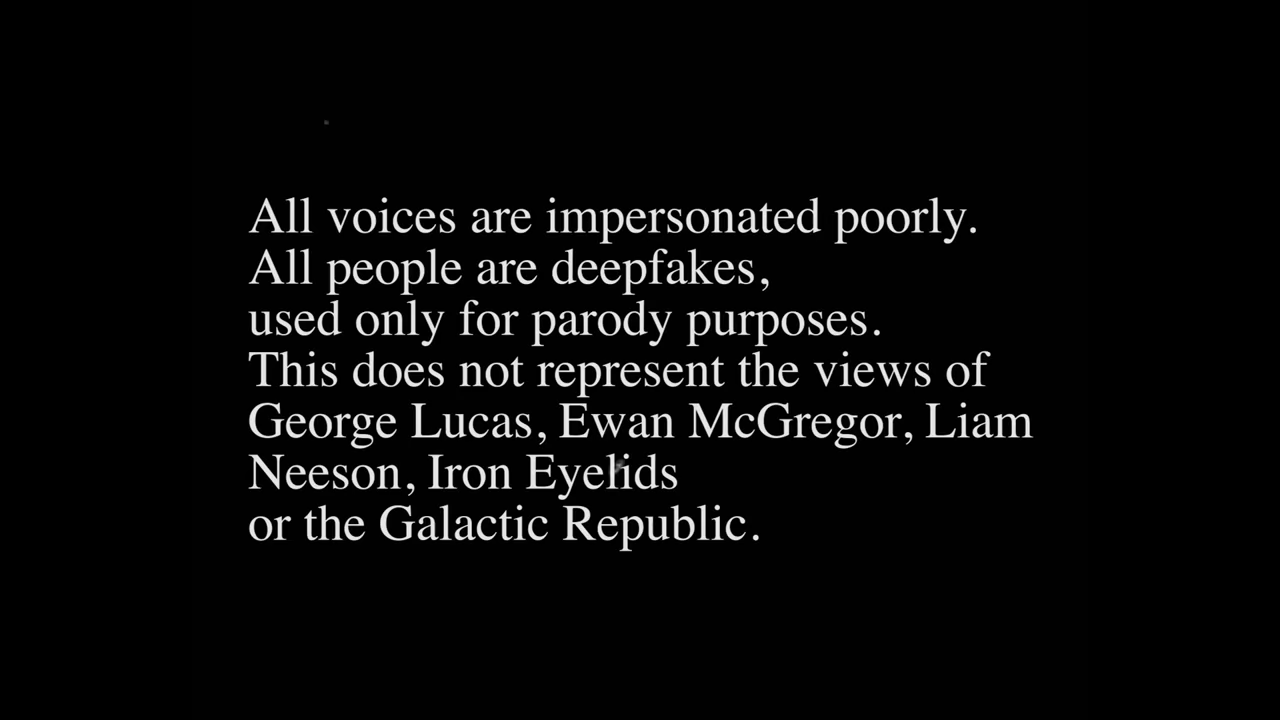 All voices are impersonated poorly.
All people are deepfakes,
used only for parody purposes.
This does not represent the views of
George Lucas, Ewan McGregor, Liam
Neeson, Iron Eyelids
or the Galactic Republic.